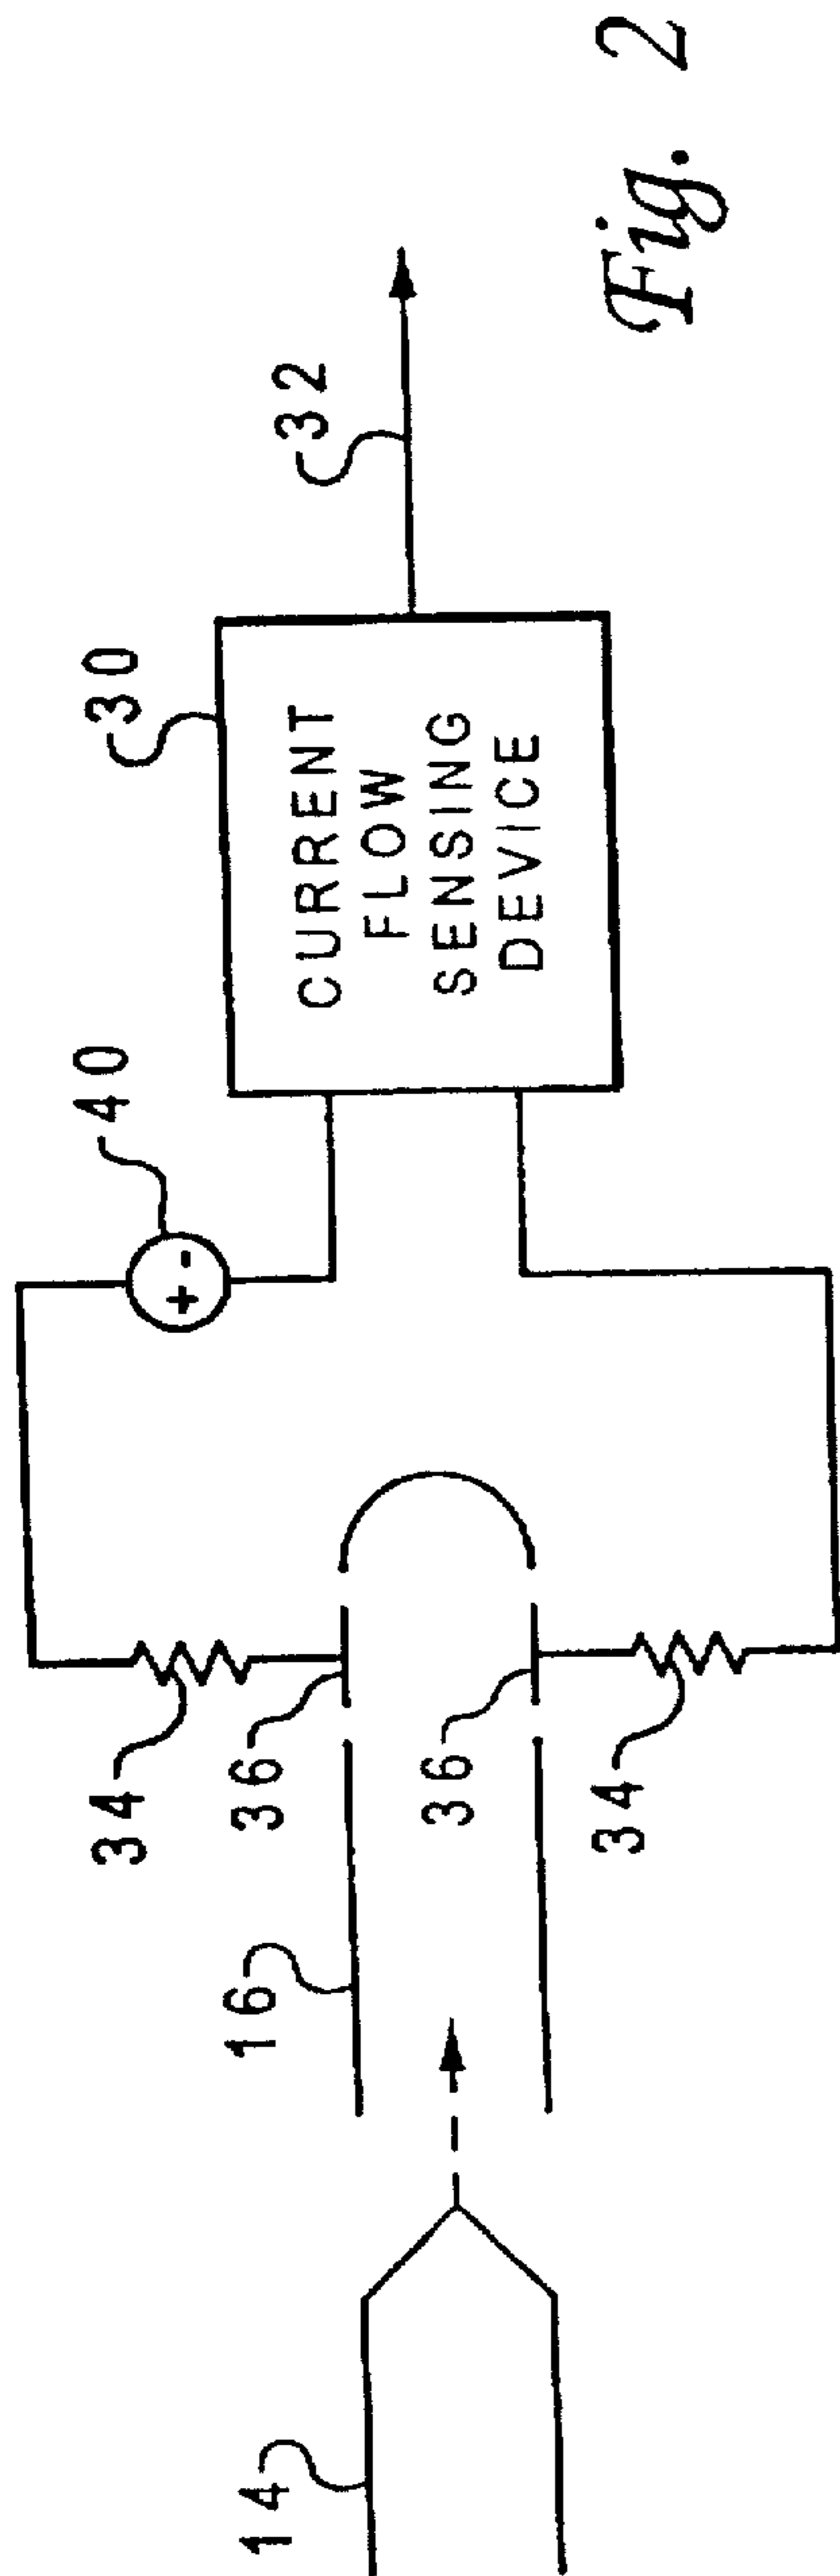 40
30
32
CURRENT
FLOW
SENSING
DEVICE
+ -
34
36
16
14
36
34
Fig. 2